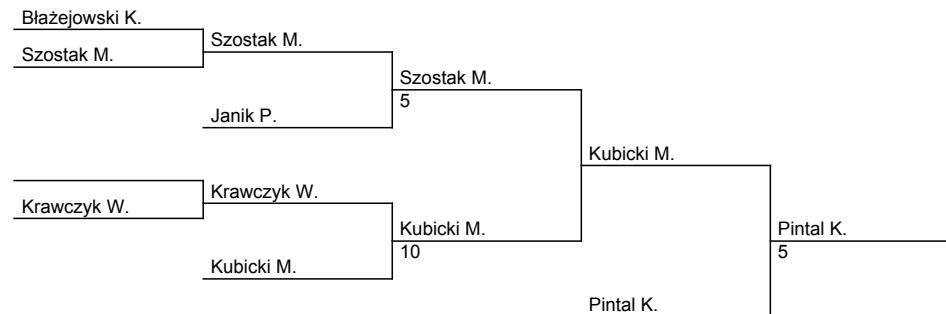 Błażejowski K.
Szostak M.
Szostak M.
Szostak M.
5
Janik P.
Kubicki M.
Krawczyk W.
Krawczyk W.
Kubicki M.
10
Pintal K.
5
Kubicki M.
Pintal K.